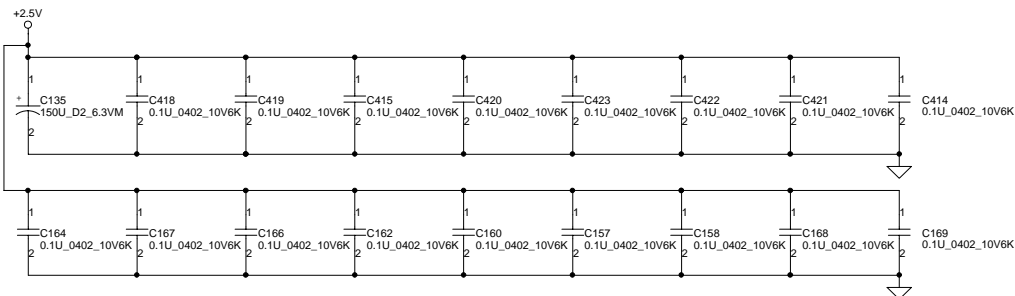 +2.5V
1 1 1 1 1 1 1 1 1
+ C135 C418 C419 C415 C420 C423 C422 C421 C414
150U_D2_6.3VM 0.1U_0402_10V6K 0.1U_0402_10V6K 0.1U_0402_10V6K 0.1U_0402_10V6K 0.1U_0402_10V6K 0.1U_0402_10V6K 0.1U_0402_10V6K 0.1U_0402_10V6K
2 2 2 2 2 2 2 2 2
1 1 1 1 1 1 1 1 1
C164 C167 C166 C162 C160 C157 C158 C168 C169
0.1U_0402_10V6K 0.1U_0402_10V6K 0.1U_0402_10V6K 0.1U_0402_10V6K 0.1U_0402_10V6K 0.1U_0402_10V6K 0.1U_0402_10V6K 0.1U_0402_10V6K 0.1U_0402_10V6K
2 2 2 2 2 2 2 2 2